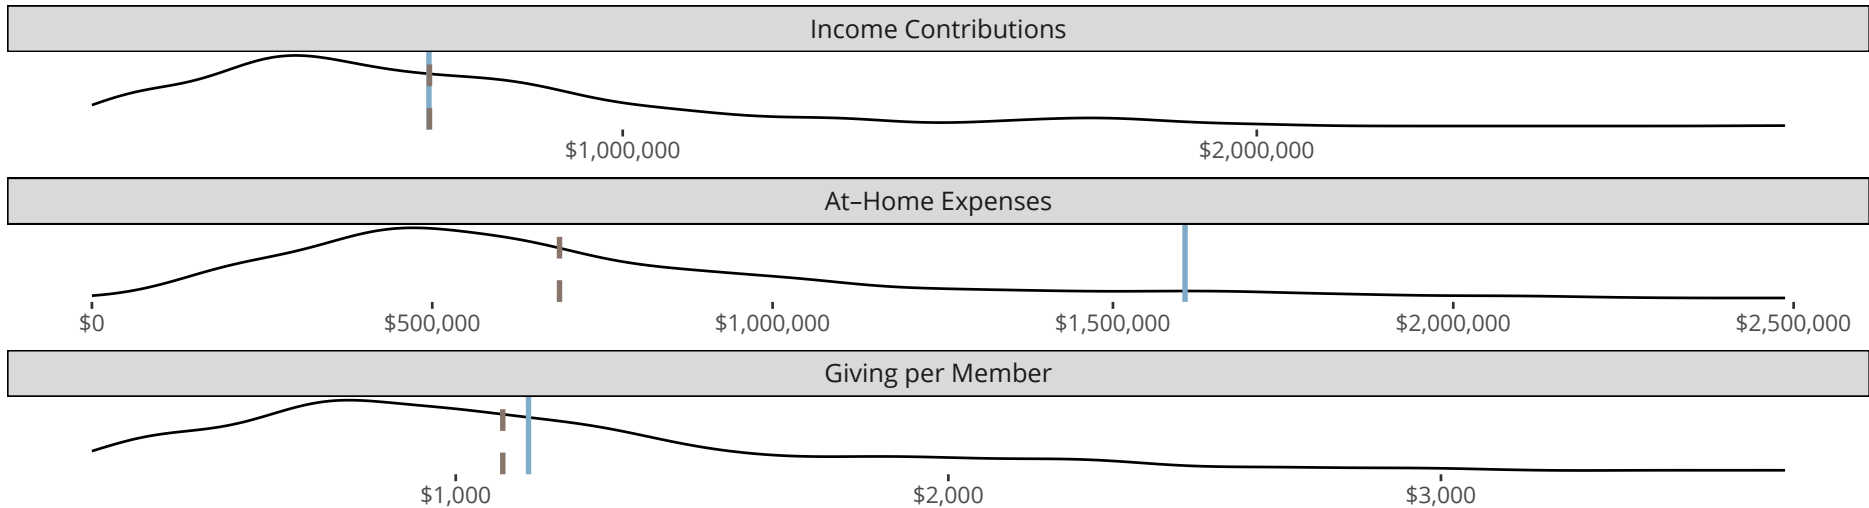 Income Contributions
$1,000,000 $2,000,000
At–Home Expenses
$0 $500,000 $1,000,000 $1,500,000 $2,000,000 $2,500,000
Giving per Member
$1,000 $2,000 $3,000